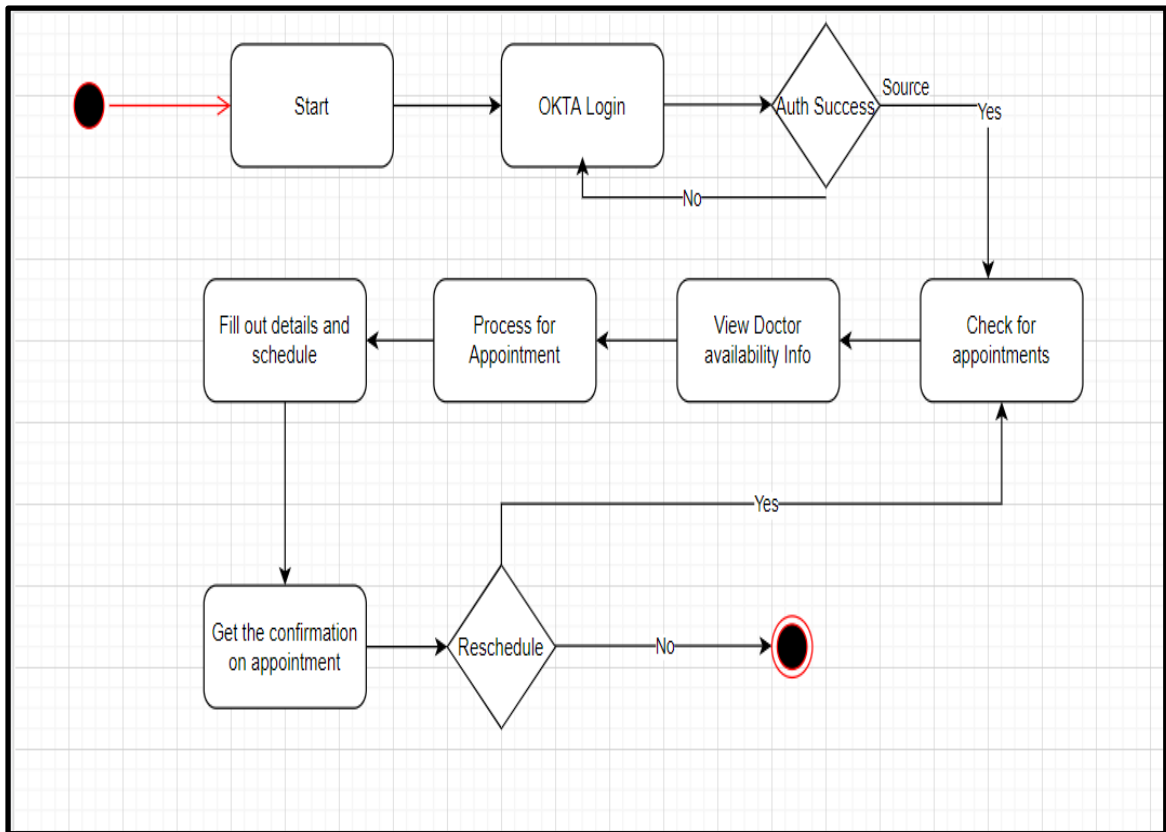 Start
OKTA Login
Auth Success
Source
Yes
No
Fill out details and
schedule
Process for
Appointment
View Doctor
availability Info
Check for
appointments
Yes
Get the confirmation
on appointment
Reschedule
No